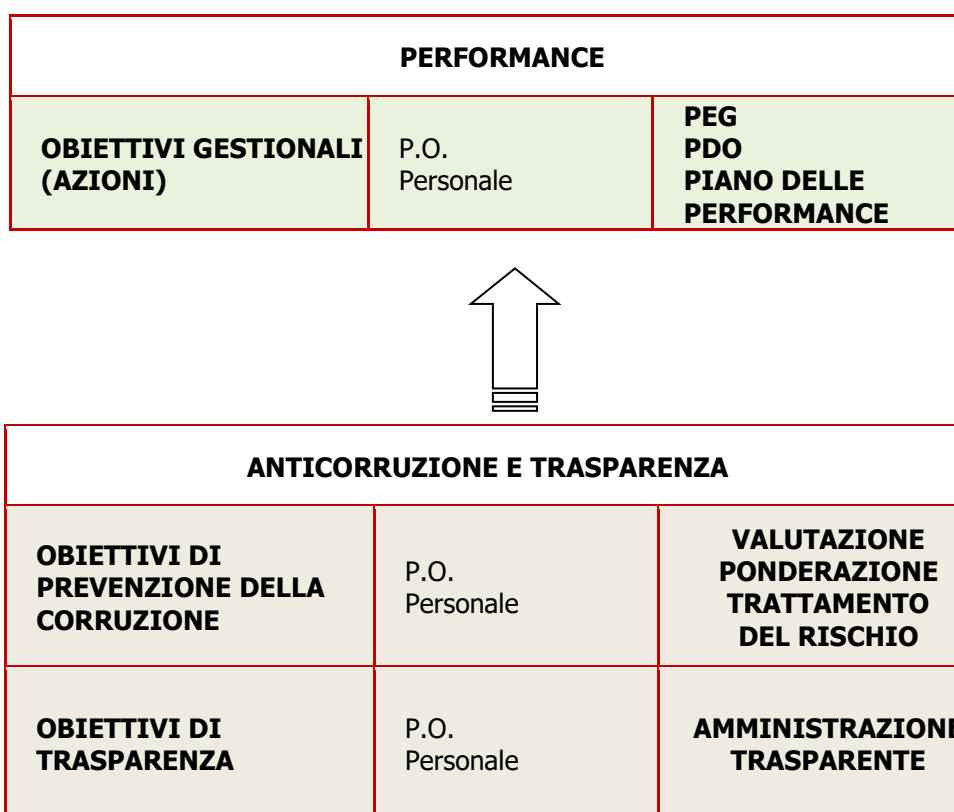 PERFORMANCE
OBIETTIVI GESTIONALI
(AZIONI)
P.O.
Personale
PEG
PDO
PIANO DELLE
PERFORMANCE
ANTICORRUZIONE E TRASPARENZA
OBIETTIVI DI
PREVENZIONE DELLA
CORRUZIONE
P.O.
Personale
VALUTAZIONE
PONDERAZIONE
TRATTAMENTO
DEL RISCHIO
OBIETTIVI DI
TRASPARENZA
P.O.
Personale
AMMINISTRAZIONE
TRASPARENTE